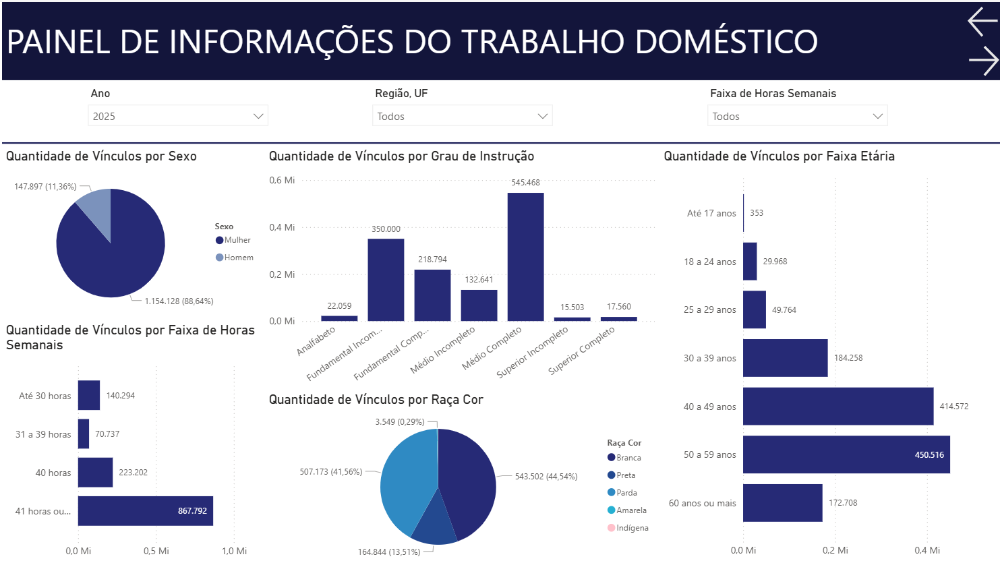 PAINEL DE INFORMAÇÕES DO TRABALHO DOMÉSTICO
Ano
2025
Região, UF
Todos
Faixa de Horas Semanais
Todos
Quantidade de Vínculos por Sexo
147.897 (11,36%)
1.154.128 (88,64%)
Sexo
Mulher
Homem
Quantidade de Vínculos por Faixa de Horas
Semanais
Até 30 horas
140.294
31 a 39 horas
70.737
40 horas
223.202
41 horas ou...
867.792
0,0 Mi
0,5 Mi
1,0 Mi
Quantidade de Vínculos por Grau de Instrução
0,6 Mi
0,4 Mi
0,2 Mi
0,0 Mi
22.059
350.000
218.794
132.641
545.468
15.503
17.560
Analfabeto
Fundamental Incom...
Fundamental Comp...
Médio Incompleto
Médio Completo
Superior Incompleto
Superior Completo
Quantidade de Vínculos por Raça Cor
3.549 (0,29%)
507.173 (41,56%)
543.502 (44,54%)
164.844 (13,51%)
Raça Cor
Branca
Preta
Parda
Amarela
Indígena
Quantidade de Vínculos por Faixa Etária
Até 17 anos
353
18 a 24 anos
29.968
25 a 29 anos
49.764
30 a 39 anos
184.258
40 a 49 anos
414.572
50 a 59 anos
450.516
60 anos ou mais
172.708
0,0 Mi
0,2 Mi
0,4 Mi